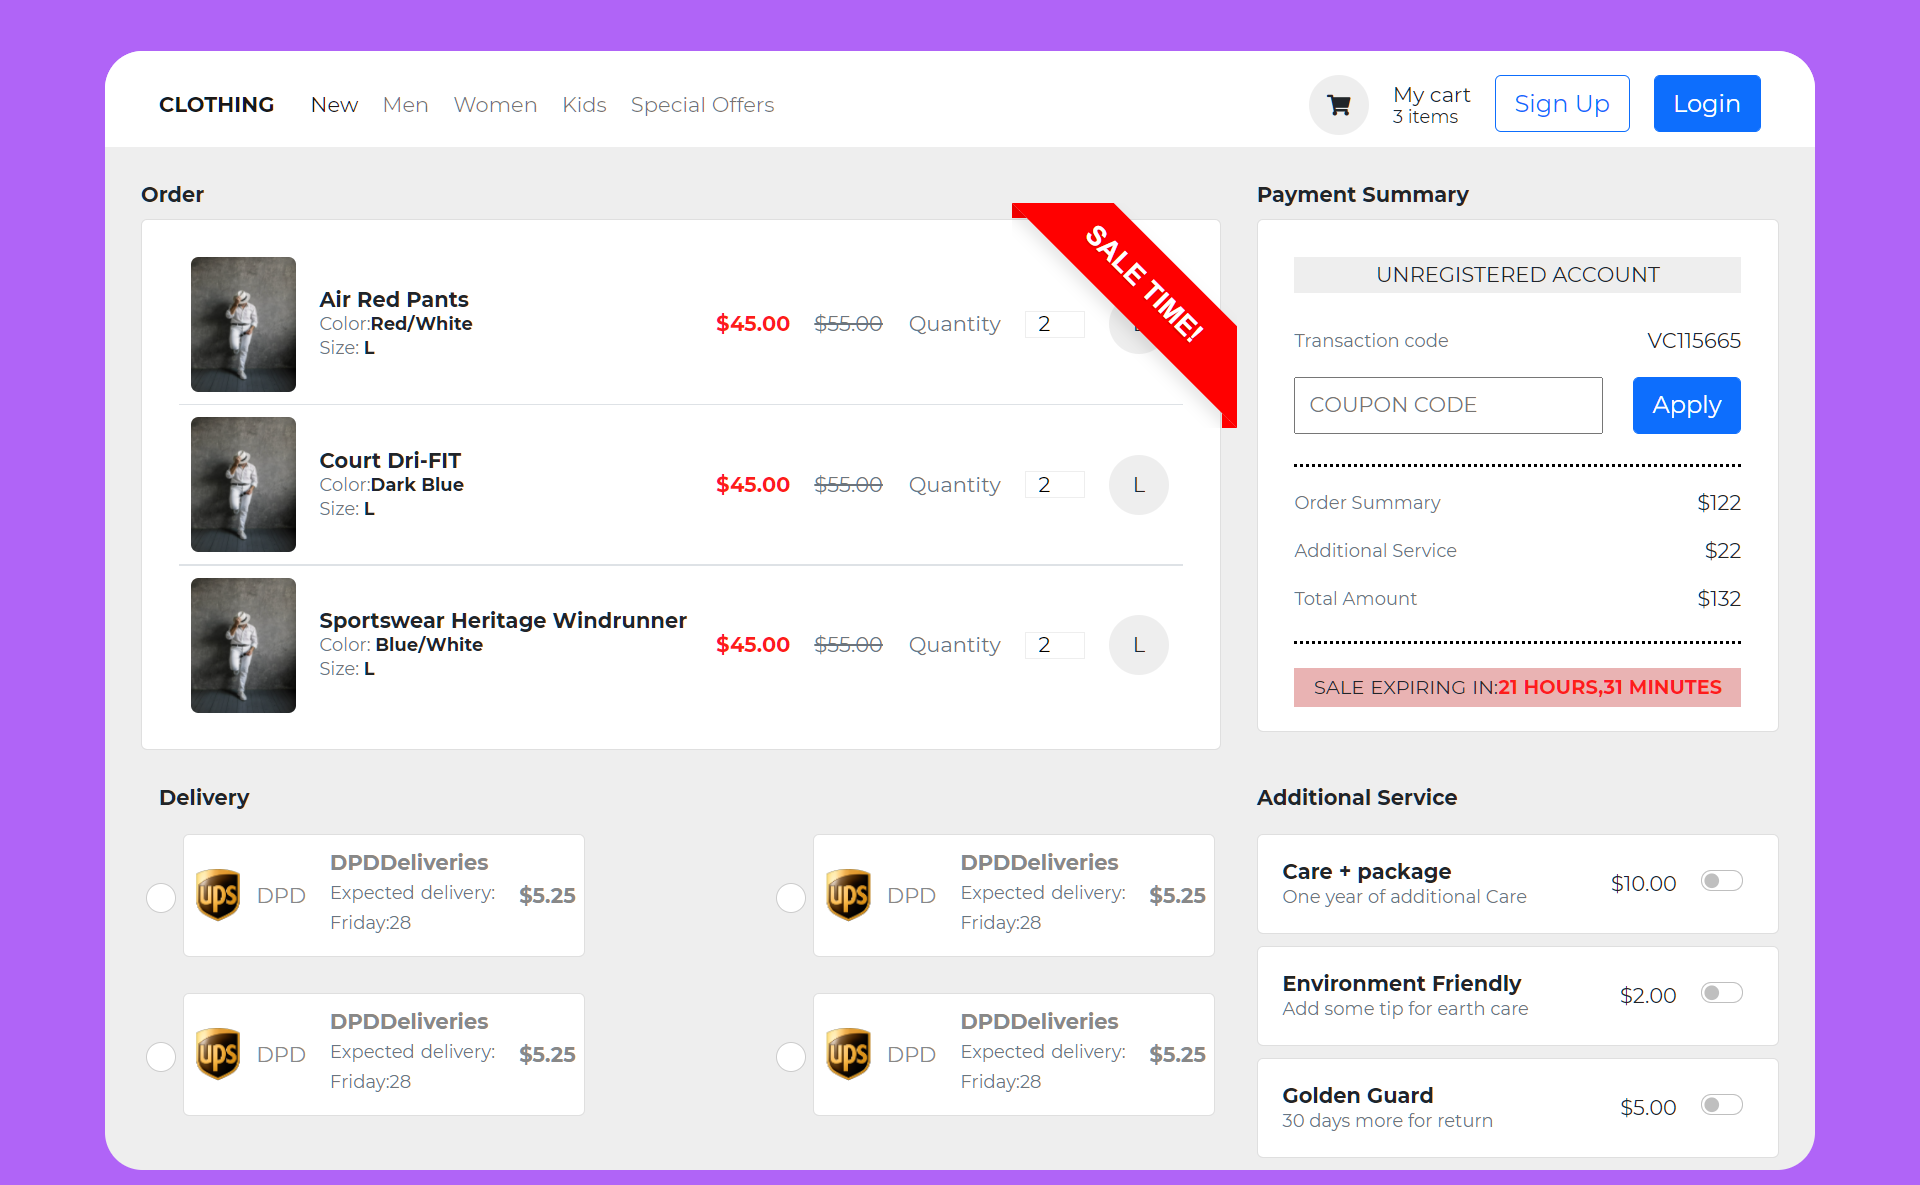 CLOTHING New Men Women Kids Special Offers
My cart
3 items
Sign Up
Login
Order
SALE TIME!
Air Red Pants
Color:Red/White
Size: L
$45.00 $55.00 Quantity 2
Court Dri-FIT
Color:Dark Blue
Size: L
$45.00 $55.00 Quantity 2 L
Sportswear Heritage Windrunner
Color: Blue/White
Size: L
$45.00 $55.00 Quantity 2 L
Payment Summary
UNREGISTERED ACCOUNT
Transaction code VC115665
COUPON CODE Apply
Order Summary $122
Additional Service $22
Total Amount $132
SALE EXPIRING IN:21 HOURS,31 MINUTES
Delivery
ups DPD
DPDDeliveries
Expected delivery:
Friday:28
$5.25
ups DPD
DPDDeliveries
Expected delivery:
Friday:28
$5.25
ups DPD
DPDDeliveries
Expected delivery:
Friday:28
$5.25
ups DPD
DPDDeliveries
Expected delivery:
Friday:28
$5.25
Additional Service
Care + package
One year of additional Care
$10.00
Environment Friendly
Add some tip for earth care
$2.00
Golden Guard
30 days more for return
$5.00